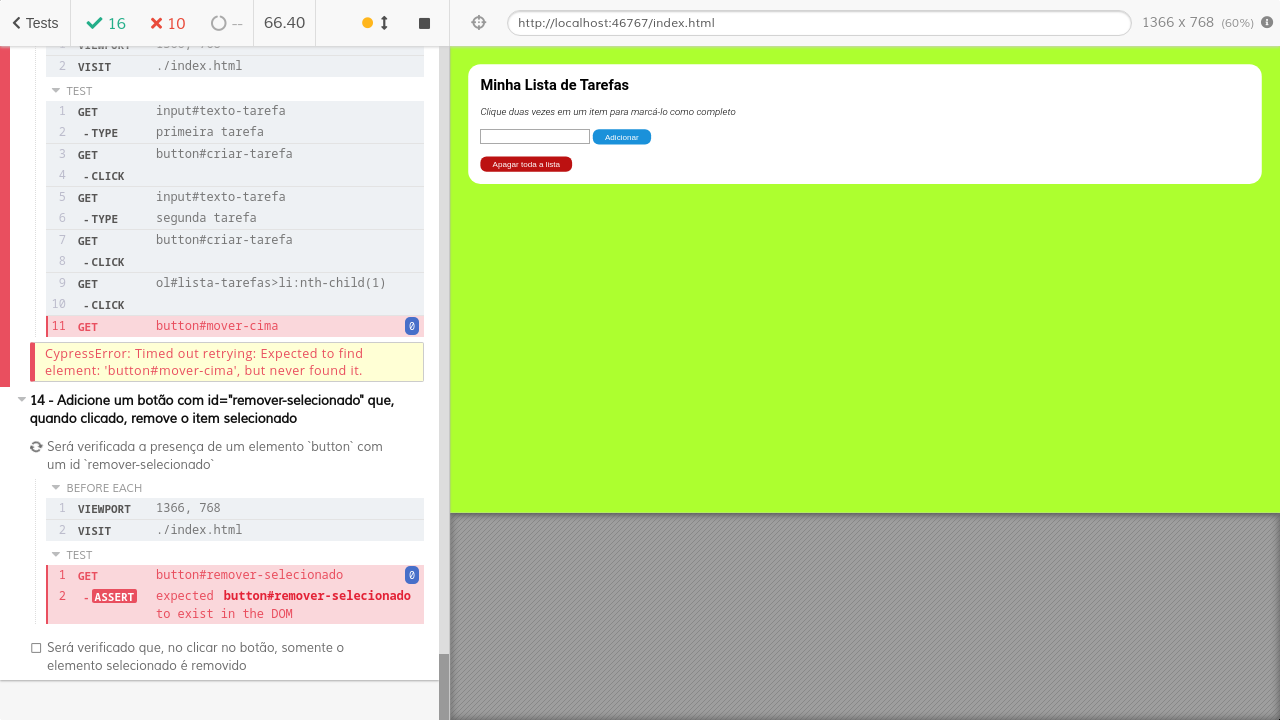 Tests 16 10 -- 66.40
http://localhost:46767/index.html 1366 x 768 (60%)
1 VIEWPORT 1366, 768
2 VISIT ./index.html
TEST
1 GET input#texto-tarefa
2 -TYPE primeira tarefa
3 GET button#criar-tarefa
4 -CLICK
5 GET input#texto-tarefa
6 -TYPE segunda tarefa
7 GET button#criar-tarefa
8 -CLICK
9 GET ol#lista-tarefas>li:nth-child(1)
10 -CLICK
11 GET button#mover-cima 0
CypressError: Timed out retrying: Expected to find
element: 'button#mover-cima', but never found it.
14 - Adicione um botão com id="remover-selecionado" que,
quando clicado, remove o item selecionado
Será verificada a presença de um elemento `button` com
um id `remover-selecionado`
BEFORE EACH
1 VIEWPORT 1366, 768
2 VISIT ./index.html
TEST
1 GET button#remover-selecionado 0
2 -ASSERT expected button#remover-selecionado
to exist in the DOM
Será verificado que, no clicar no botão, somente o
elemento selecionado é removido
Minha Lista de Tarefas
Clique duas vezes em um item para marcá-lo como completo
Adicionar
Apagar toda a lista